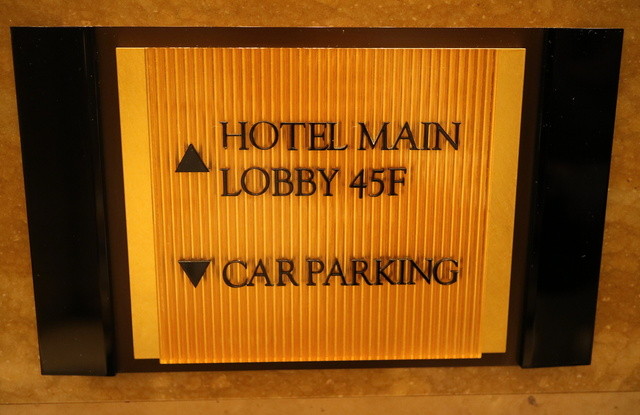 HOTEL MAIN
LOBBY 45F
CAR PARKING